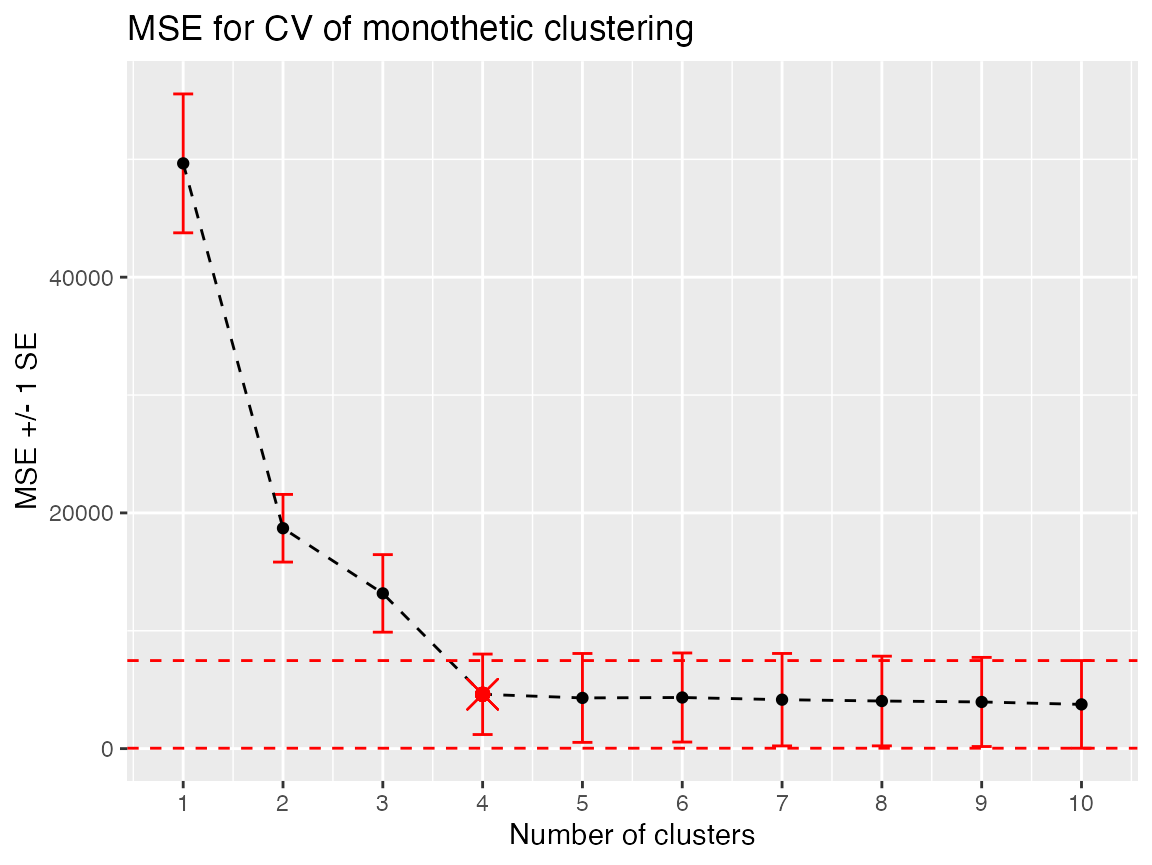 MSE for CV of monothetic clustering
MSE +/- 1 SE
40000
20000
0
1 2 3 4 5 6 7 8 9 10
Number of clusters